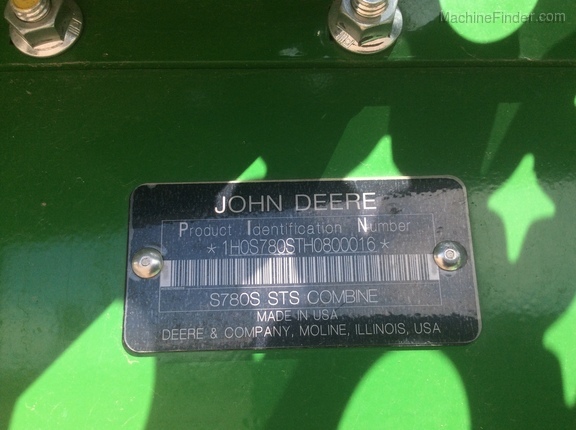 MachineFinder.com
JOHN DEERE
Product Identification Number
*1H0S780STH0800016*
S780S STS COMBINE
MADE IN USA
DEERE & COMPANY, MOLINE, ILLINOIS, USA